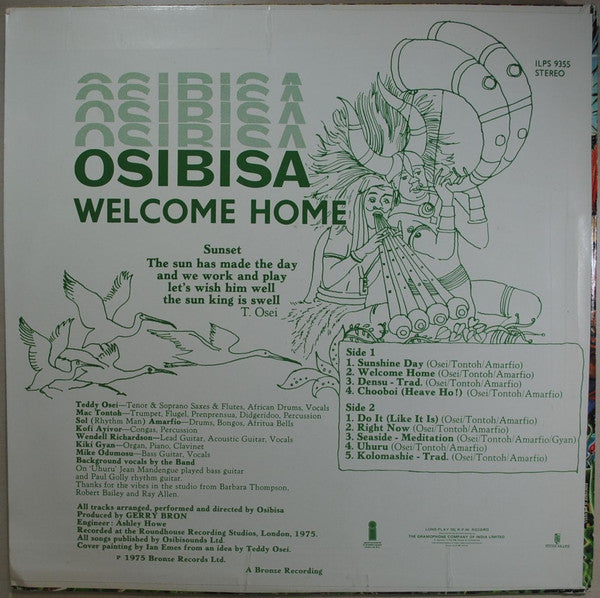 ILPS 9355
STEREO
OSIBISA
OSIBISA
OSIBISA
OSIBISA
WELCOME HOME
Sunset
The sun has made the day
and we work and play
let's wish him well
the sun king is swell
T. Osei
Side 1
1. Sunshine Day (Osei/Tontoh/Amarfio)
2. Welcome Home (Osei/Tontoh/Amarfio)
3. Densu - Trad. (Osei/Tontoh/Amarfio)
4. Chooboi (Heave Ho!) (Osei/Tontoh/Amarfio)
Side 2
1. Do It (Like It Is) (Osei/Tontoh/Amarfio)
2. Right Now (Osei/Tontoh/Amarfio)
3. Seaside - Meditation (Osei/Tontoh/Amarfio/Gyan)
4. Uhuru (Osei/Tontoh/Amarfio)
5. Kolomashie - Trad. (Osei/Tontoh/Amarfio)
Teddy Osei—Tenor & Soprano Saxes & Flutes, African Drums, Vocals
Mac Tontoh—Trumpet, Flugel, Prenprensua, Didgeridoo, Percussion
Sol (Rhythm Man) Amarfio—Drums, Bongos, Afritua Bells
Kofi Ayivor—Congas, Percussion
Wendell Richardson—Lead Guitar, Acoustic Guitar, Vocals
Kiki Gyan—Organ, Piano, Clavinet
Mike Odumosu—Bass Guitar, Vocals
Background vocals by the Band
On 'Uhuru' Jean Mandengue played bass guitar
and Paul Golly rhythm guitar.
Thanks for the vibes in the studio from Barbara Thompson,
Robert Bailey and Ray Allen.
All tracks arranged, performed and directed by Osibisa
Produced by GERRY BRON
Engineer: Ashley Howe
Recorded at the Roundhouse Recording Studios, London, 1975.
All songs published by Osibisounds Ltd.
Cover painting by Ian Emes from an idea by Teddy Osei.
P 1975 Bronze Records Ltd.
A Bronze Recording
LONG-PLAY 33⅓ R.P.M. RECORD
THE GRAMOPHONE COMPANY OF INDIA LIMITED